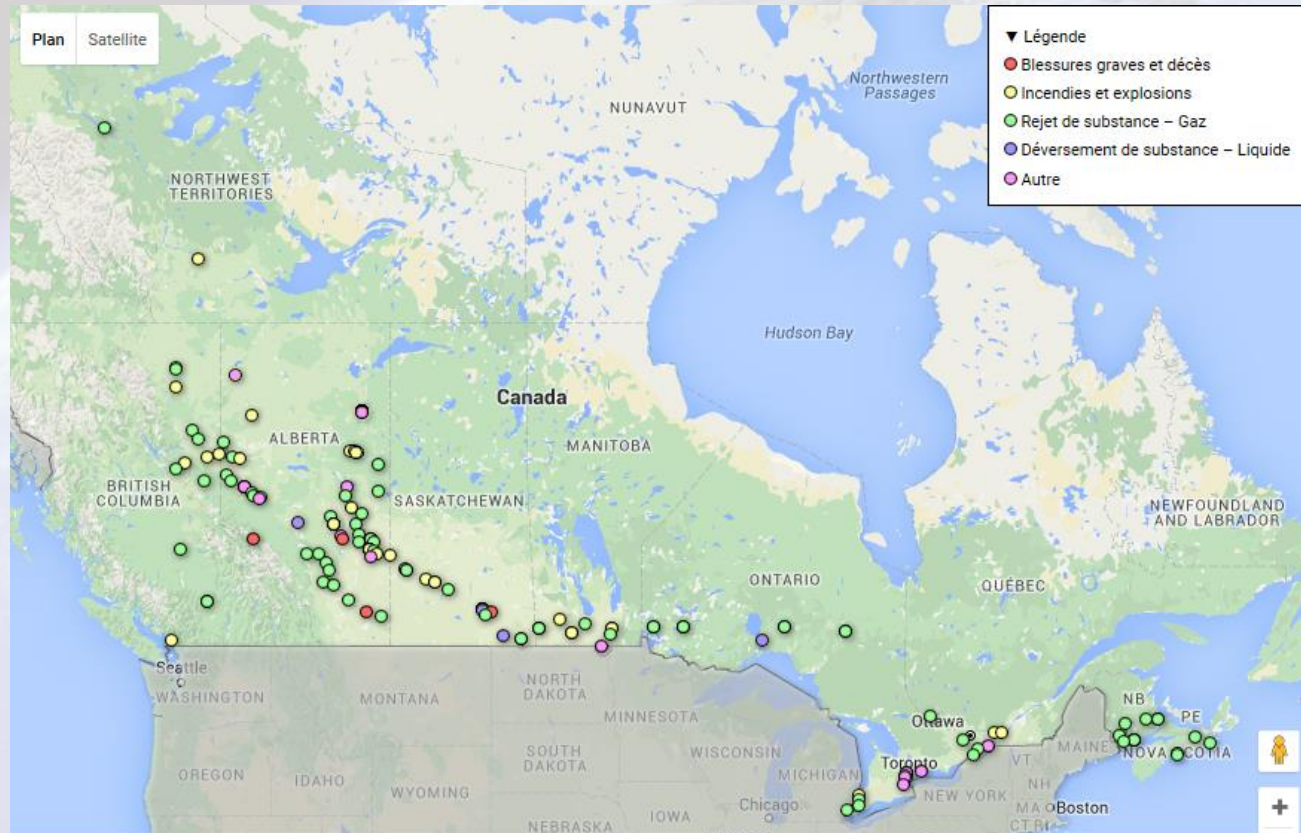 Plan Satellite
▼ Légende
Blessures graves et décès
Incendies et explosions
Rejet de substance – Gaz
Déversement de substance – Liquide
Autre
Northwestern
Passages
NUNAVUT
NORTHWEST
TERRITORIES
Hudson Bay
Canada
ALBERTA
MANITOBA
BRITISH
COLUMBIA
SASKATCHEWAN
NEWFOUNDLAND
AND LABRADOR
ONTARIO
QUÉBEC
Seattle
WASHINGTON
MONTANA
NORTH
DAKOTA
MINNESOTA
Ottawa
NB
PE
NOVA SCOTIA
MAINE
OREGON
IDAHO
SOUTH
DAKOTA
WISCONSIN
MICHIGAN
Toronto
VT
NH
WYOMING
NEW YORK
MA
Boston
Chicago
IOWA
NEBRASKA
CT
RI
+